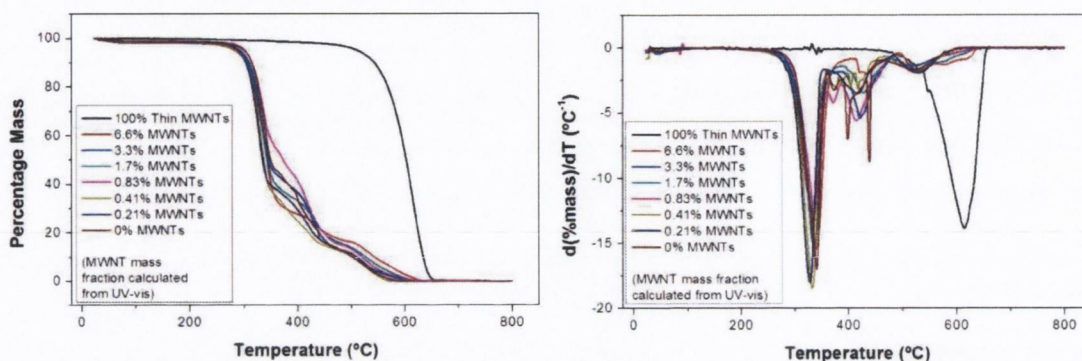 100
80
60
40
20
0
Percentage Mass
100% Thin MWNTs
6.6% MWNTs
3.3% MWNTs
1.7% MWNTs
0.83% MWNTs
0.41% MWNTs
0.21% MWNTs
0% MWNTs
(MWNT mass
fraction calculated
from UV-vis)
0 200 400 600 800
Temperature (ºC)
0
-5
-10
-15
-20
d(%mass)/dT (ºC⁻¹)
100% Thin MWNTs
6.6% MWNTs
3.3% MWNTs
1.7% MWNTs
0.83% MWNTs
0.41% MWNTs
0.21% MWNTs
0% MWNTs
(MWNT mass fraction
calculated from UV-vis)
0 200 400 600 800
Temperature (ºC)